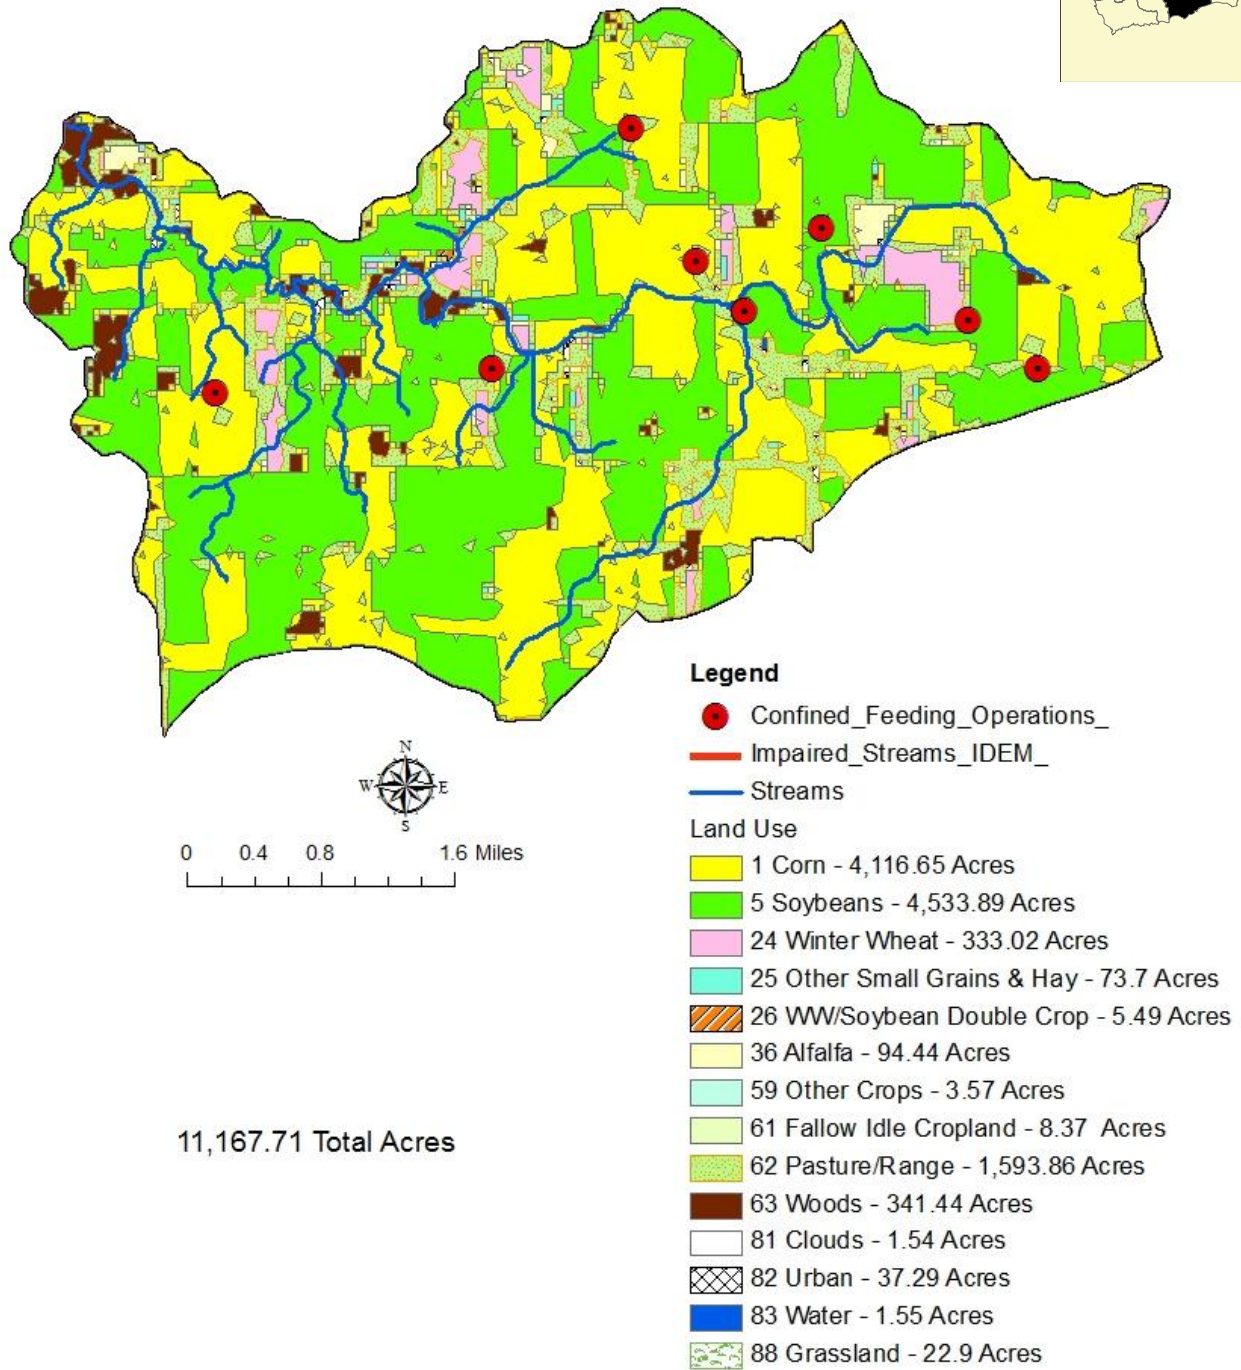 Legend
Confined_Feeding_Operations_
Impaired_Streams_IDEM_
Streams
N
W E
S
Land Use
0 0.4 0.8 1.6 Miles
1 Corn - 4,116.65 Acres
5 Soybeans - 4,533.89 Acres
24 Winter Wheat - 333.02 Acres
25 Other Small Grains & Hay - 73.7 Acres
26 WW/Soybean Double Crop - 5.49 Acres
36 Alfalfa - 94.44 Acres
59 Other Crops - 3.57 Acres
11,167.71 Total Acres
61 Fallow Idle Cropland - 8.37 Acres
62 Pasture/Range - 1,593.86 Acres
63 Woods - 341.44 Acres
81 Clouds - 1.54 Acres
82 Urban - 37.29 Acres
83 Water - 1.55 Acres
88 Grassland - 22.9 Acres